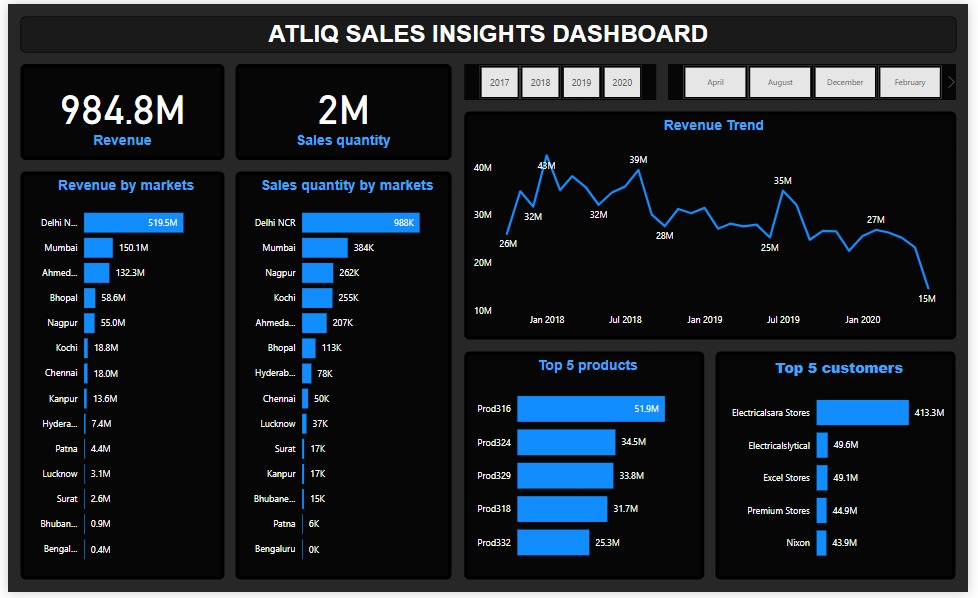 ATLIQ SALES INSIGHTS DASHBOARD
984.8M
Revenue
2M
Sales quantity
2017 2018 2019 2020
April August December February
Revenue by markets
Delhi N... 519.5M
Mumbai 150.1M
Ahmed... 132.3M
Bhopal 58.6M
Nagpur 55.0M
Kochi 18.8M
Chennai 18.0M
Kanpur 13.6M
Hydera... 7.4M
Patna 4.4M
Lucknow 3.1M
Surat 2.6M
Bhuban... 0.9M
Bengal... 0.4M
Sales quantity by markets
Delhi NCR 988K
Mumbai 384K
Nagpur 262K
Kochi 255K
Ahmeda... 207K
Bhopal 113K
Hyderab... 78K
Chennai 50K
Lucknow 37K
Surat 17K
Kanpur 17K
Bhubane... 15K
Patna 6K
Bengaluru 0K
Revenue Trend
40M
30M
20M
10M
26M
32M
43M
32M
39M
28M
25M
35M
27M
15M
Jan 2018 Jul 2018 Jan 2019 Jul 2019 Jan 2020
Top 5 products
Prod316 51.9M
Prod324 34.5M
Prod329 33.8M
Prod318 31.7M
Prod332 25.3M
Top 5 customers
Electricalsara Stores 413.3M
Electricalslytical 49.6M
Excel Stores 49.1M
Premium Stores 44.9M
Nixon 43.9M